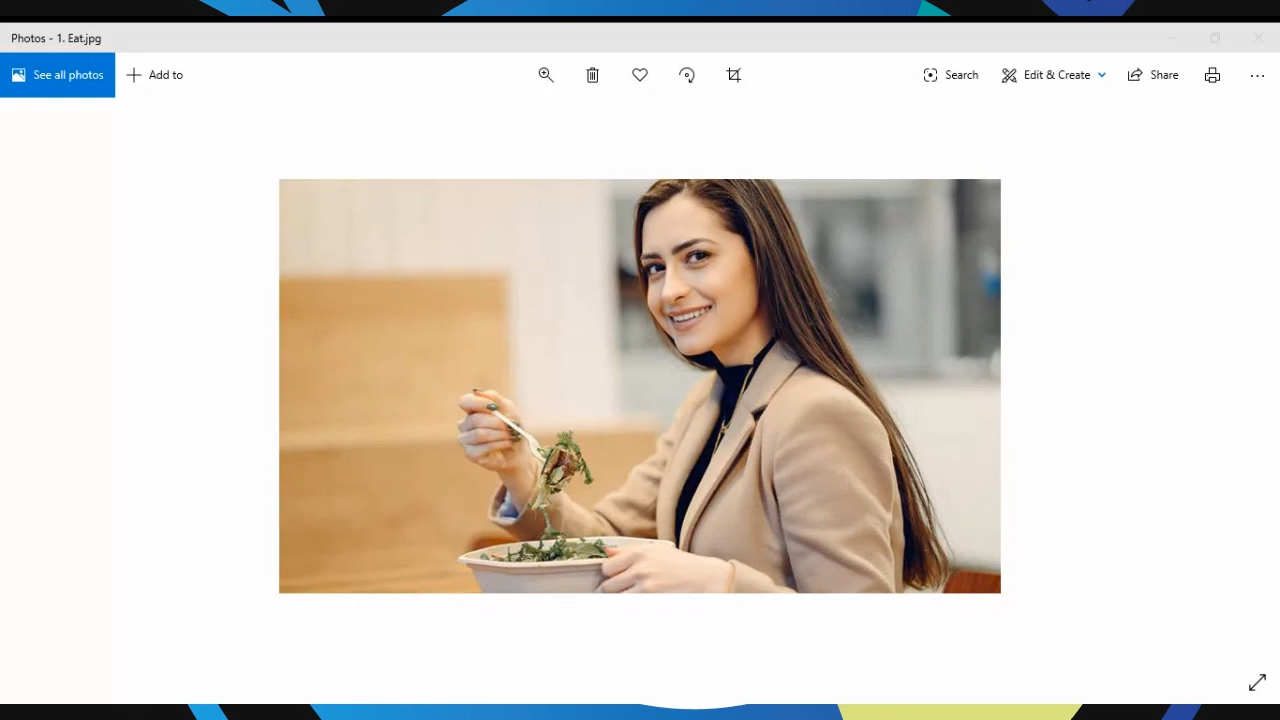 Photos - 1. Eat.jpg
See all photos
Add to
Search
Edit & Create
Share